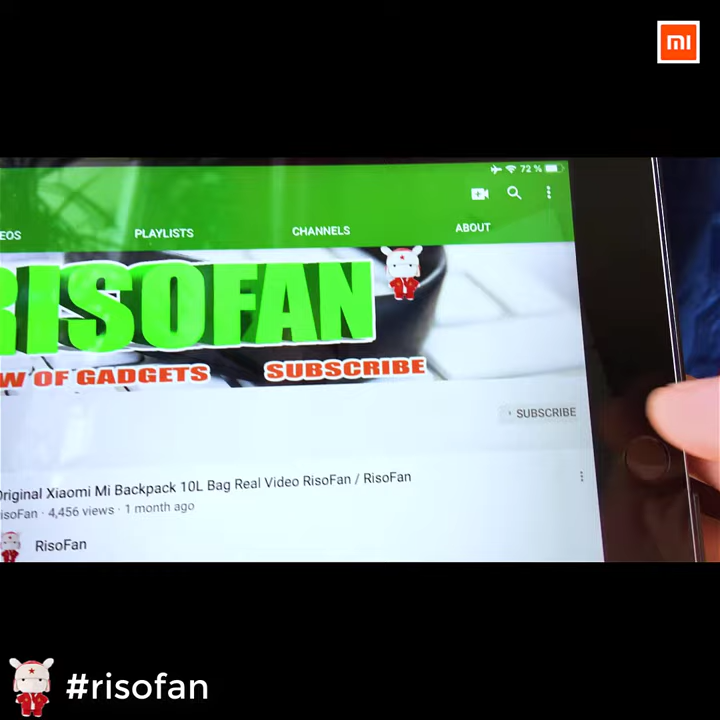 mi
72 %
EOS PLAYLISTS CHANNELS ABOUT
RISOFAN
W OF GADGETS SUBSCRIBE
SUBSCRIBE
Original Xiaomi Mi Backpack 10L Bag Real Video RisoFan / RisoFan
isoFan · 4,456 views · 1 month ago
RisoFan
#risofan